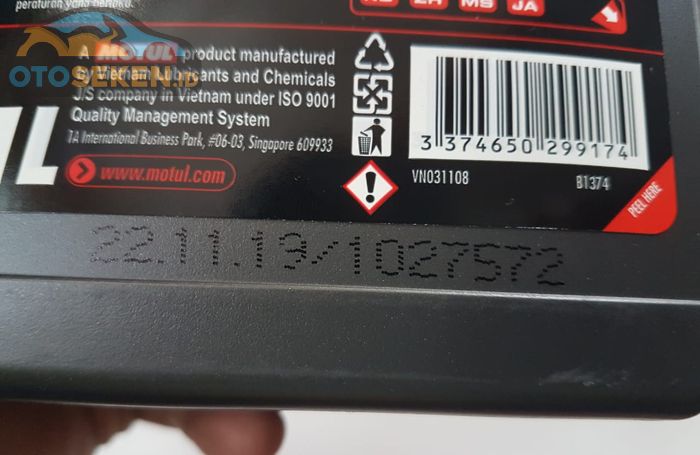 peraturan yang berlaku.
ZH MS JA
A MOTUL product manufactured
by Vietnam Lubricants and Chemicals
J/S company in Vietnam under ISO 9001
Quality Management System
1A International Business Park, #06-03, Singapore 609933
www.motul.com
OTOSEKEN.ID
3 374650 299174
VN031108 B1374
PEEL HERE
22.11.19/1027572